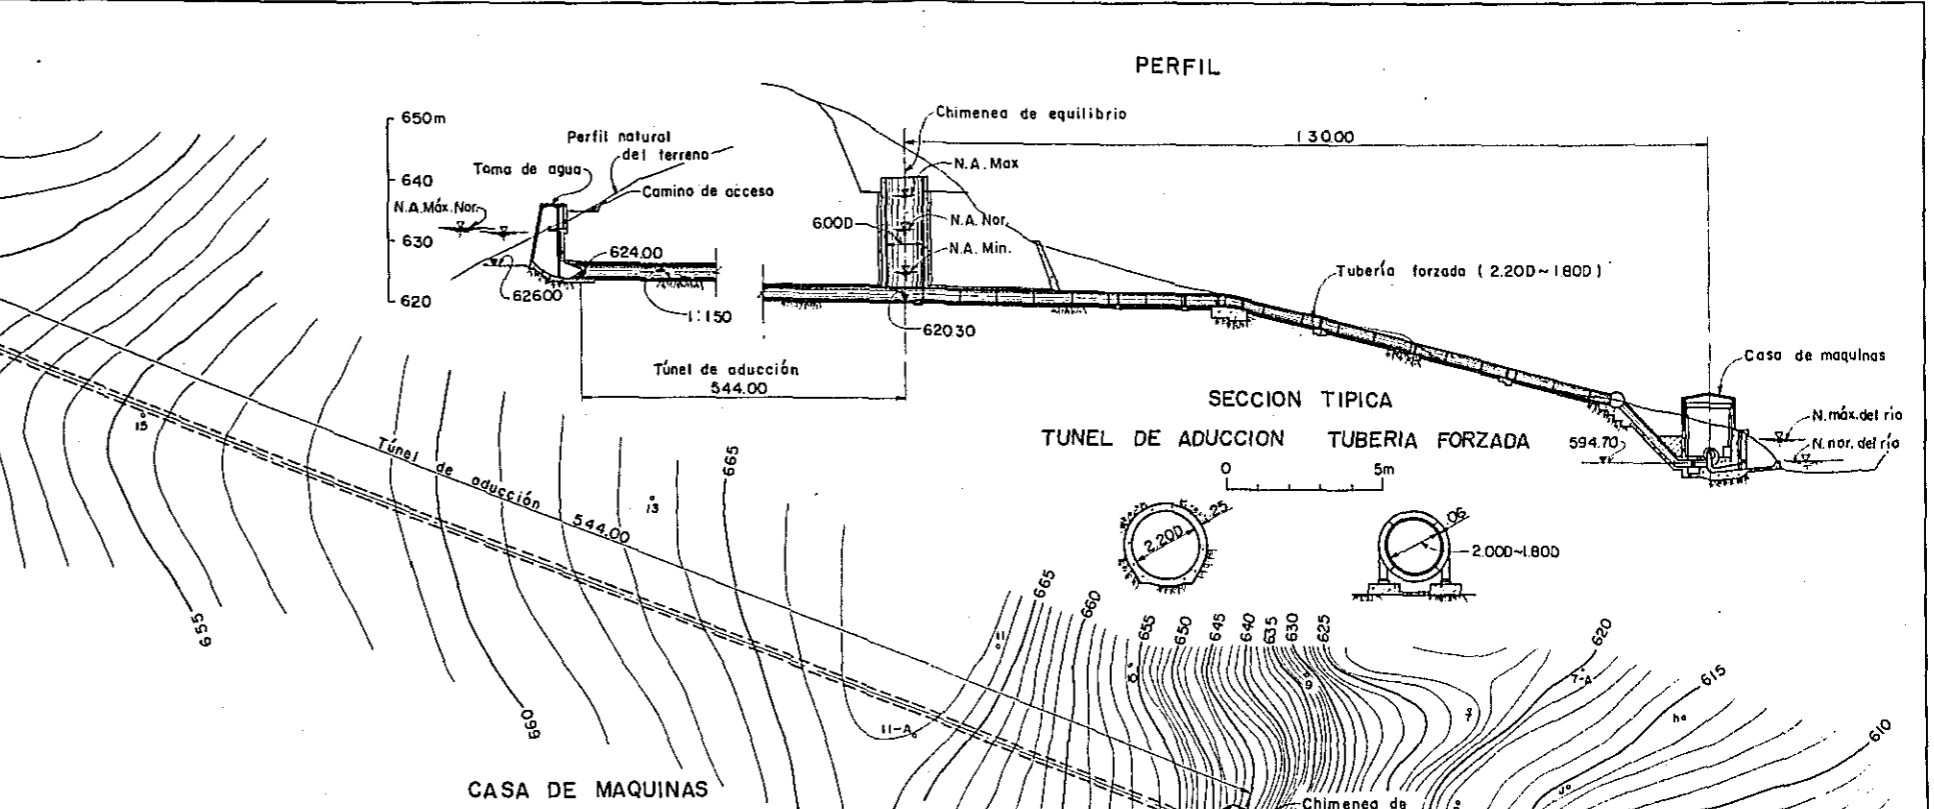 PERFIL
650m
640
630
620
Perfil natural
del terreno
Toma de agua
Camino de acceso
N.A.Máx.Nor.
624.00
62600
1:150
Túnel de aducción
544.00
Chimenea de equilibrio
130.00
N.A. Max
6.00D
N.A. Nor.
N.A. Min.
62030
Tubería forzada (2.20D~1.80D)
Casa de maquinas
N. máx. del río
N. nor. del río
594.70
SECCION TIPICA
TUNEL DE ADUCCION TUBERIA FORZADA
0 5m
2.20D
.25
.06
2.00D~1.80D
Túnel de aducción 544.00
15
13
11
11-A
10
9
7-A
655
660
665
665
660
655
650
645
640
635
630
625
620
615
610
CASA DE MAQUINAS
Chimenea de